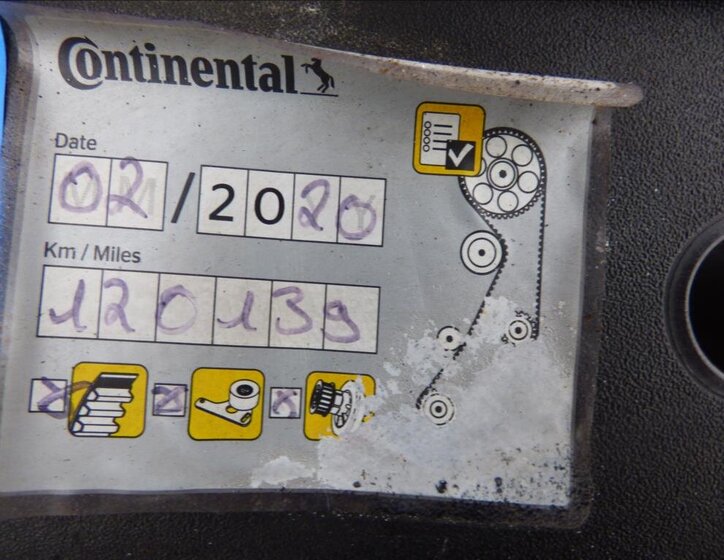 Continental
Date
02/2020
Km / Miles
120139